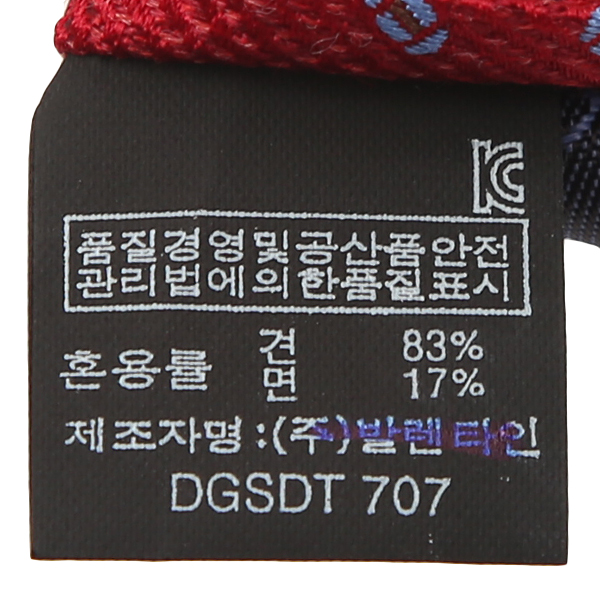 KC
품질경영및공산품안전
관리법에의한품질표시
혼용률 견 83%
면 17%
제조자명:(주)발렌타인
DGSDT 707